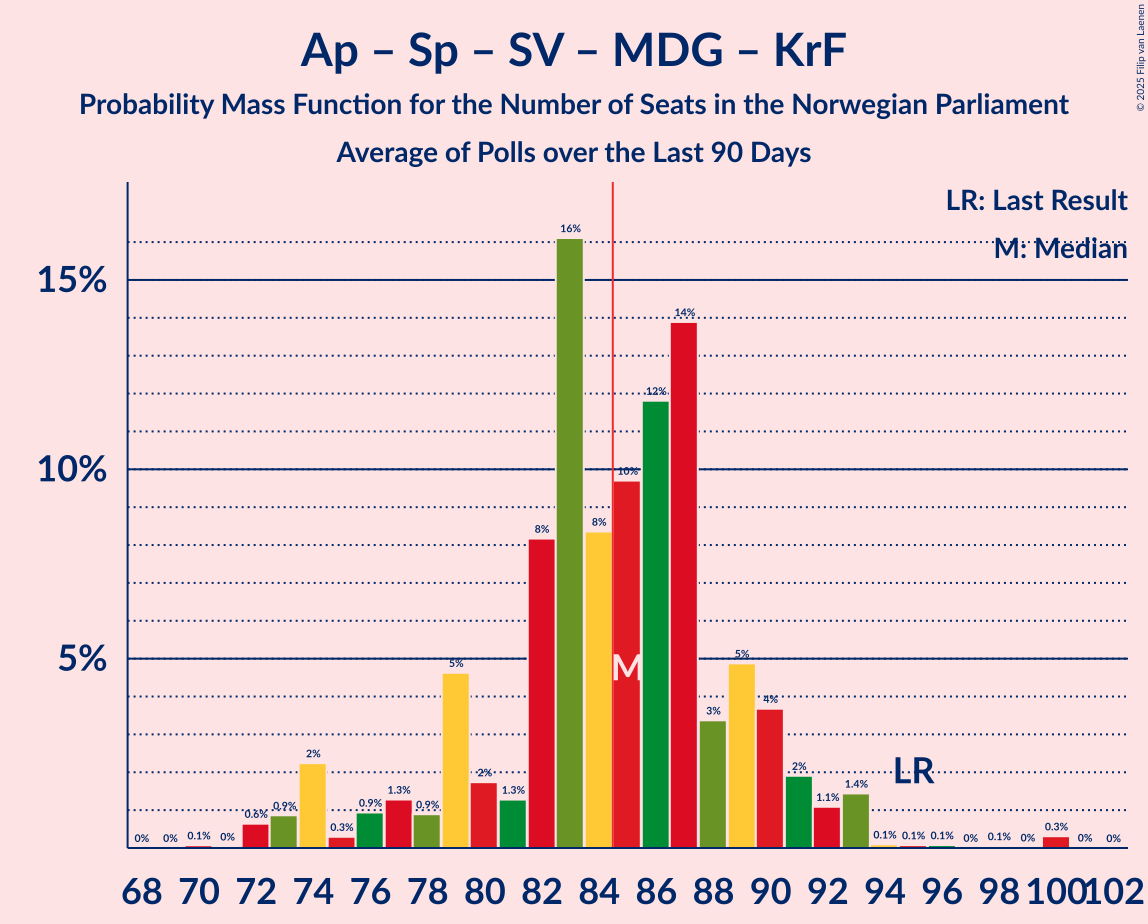 Ap – Sp – SV – MDG – KrF
Probability Mass Function for the Number of Seats in the Norwegian Parliament
Average of Polls over the Last 90 Days
© 2025 Filip van Laenen
LR: Last Result
M: Median
15%
10%
5%
0% 0% 0.1% 0% 0.6% 0.9% 2% 0.3% 0.9% 1.3% 0.9% 5% 2% 1.3% 8% 16% 8% 10% 12% 14% 3% 5% 4% 2% 1.1% 1.4% 0.1% 0.1% 0.1% 0% 0.1% 0% 0.3% 0% 0%
M
LR
68 70 72 74 76 78 80 82 84 86 88 90 92 94 96 98 100 102